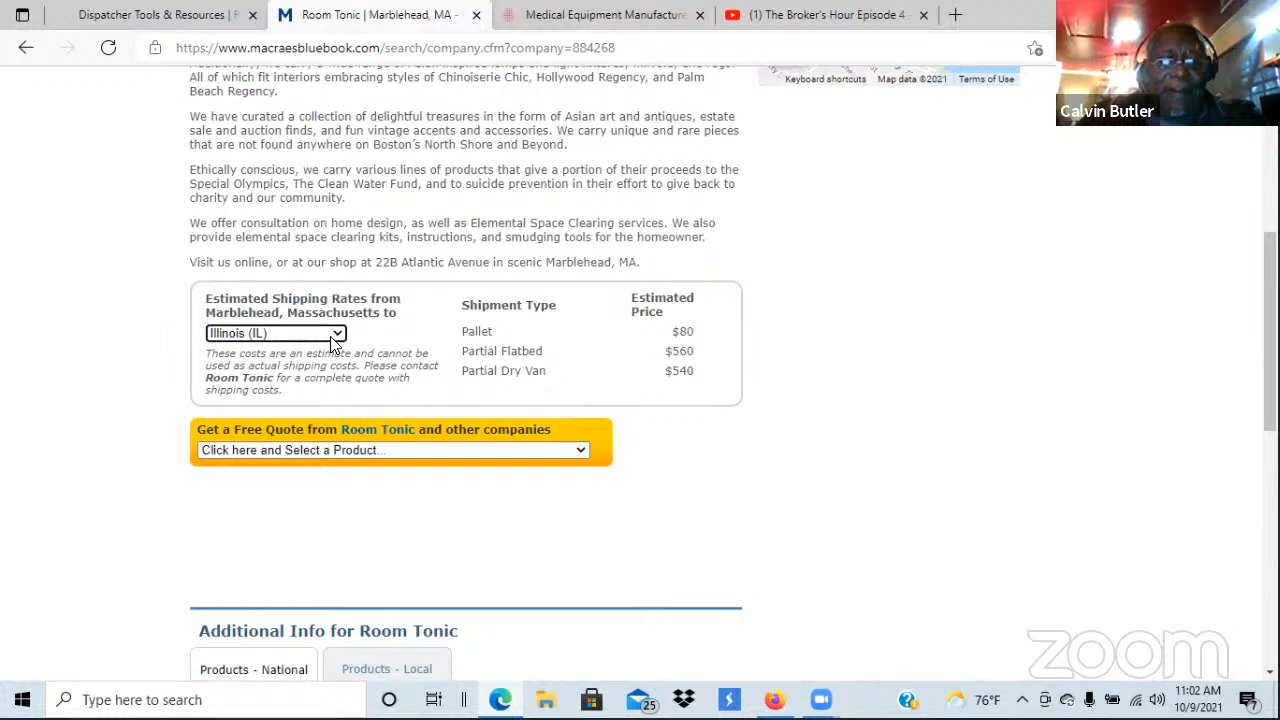 Dispatcher Tools & Resources | F
Room Tonic | Marblehead, MA -
Medical Equipment Manufacture
(1) The Broker's Hour Episode 4
https://www.macraesbluebook.com/search/company.cfm?company=884268
All of which fit interiors embracing styles of Chinoiserie Chic, Hollywood Regency, and Palm
Beach Regency.
Keyboard shortcuts
Map data ©2021
Terms of Use
Calvin Butler
We have curated a collection of delightful treasures in the form of Asian art and antiques, estate
sale and auction finds, and fun vintage accents and accessories. We carry unique and rare pieces
that are not found anywhere on Boston's North Shore and Beyond.
Ethically conscious, we carry various lines of products that give a portion of their proceeds to the
Special Olympics, The Clean Water Fund, and to suicide prevention in their effort to give back to
charity and our community.
We offer consultation on home design, as well as Elemental Space Clearing services. We also
provide elemental space clearing kits, instructions, and smudging tools for the homeowner.
Visit us online, or at our shop at 22B Atlantic Avenue in scenic Marblehead, MA.
Estimated Shipping Rates from
Marblehead, Massachusetts to
Illinois (IL)
These costs are an estimate and cannot be
used as actual shipping costs. Please contact
Room Tonic for a complete quote with
shipping costs.
Shipment Type
Estimated
Price
Pallet $80
Partial Flatbed $560
Partial Dry Van $540
Get a Free Quote from Room Tonic and other companies
Click here and Select a Product...
Additional Info for Room Tonic
Products - National
Products - Local
zoom
Type here to search
25
76°F
11:02 AM
10/9/2021
7